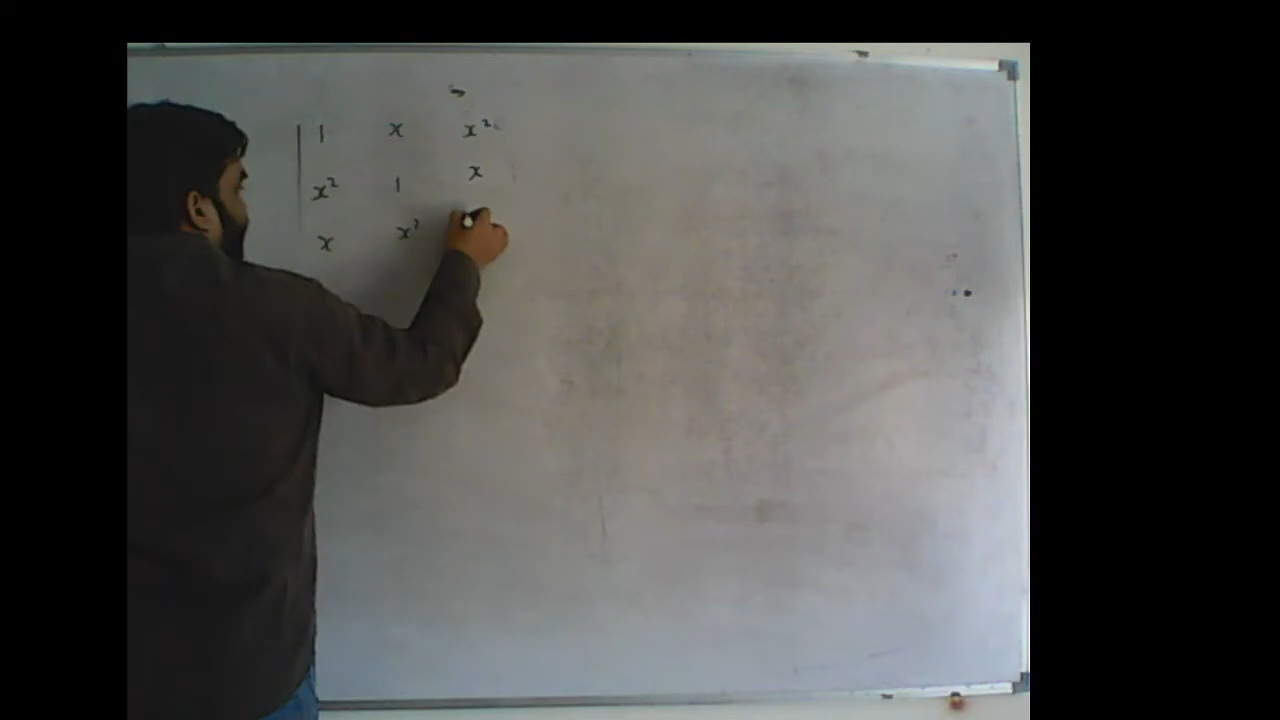 | 1 x x²
x² 1 x
x x²